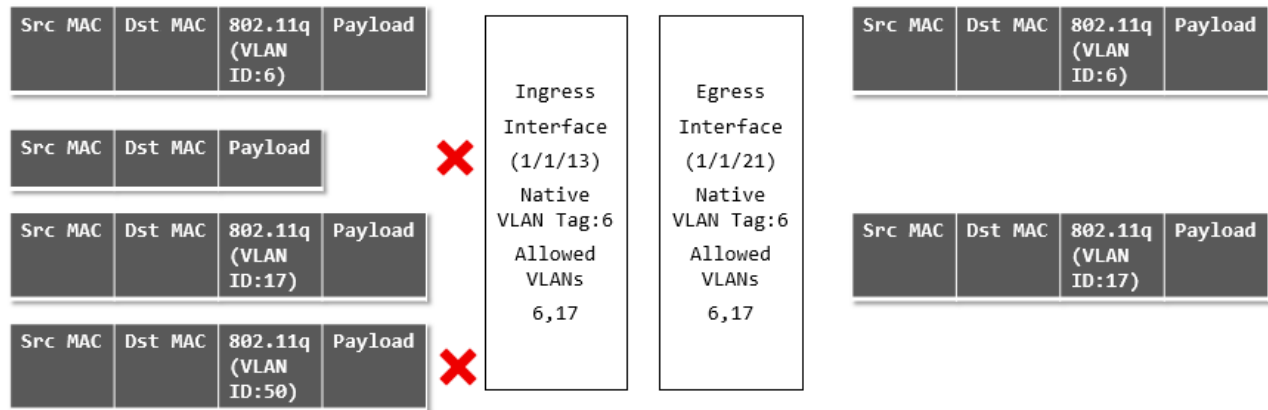 Src MAC Dst MAC 802.11q Payload
(VLAN
ID:6)
Src MAC Dst MAC Payload
Src MAC Dst MAC 802.11q Payload
(VLAN
ID:17)
Src MAC Dst MAC 802.11q Payload
(VLAN
ID:50)
Ingress
Interface
(1/1/13)
Native
VLAN Tag:6
Allowed
VLANs
6,17
Egress
Interface
(1/1/21)
Native
VLAN Tag:6
Allowed
VLANs
6,17
Src MAC Dst MAC 802.11q Payload
(VLAN
ID:6)
Src MAC Dst MAC 802.11q Payload
(VLAN
ID:17)